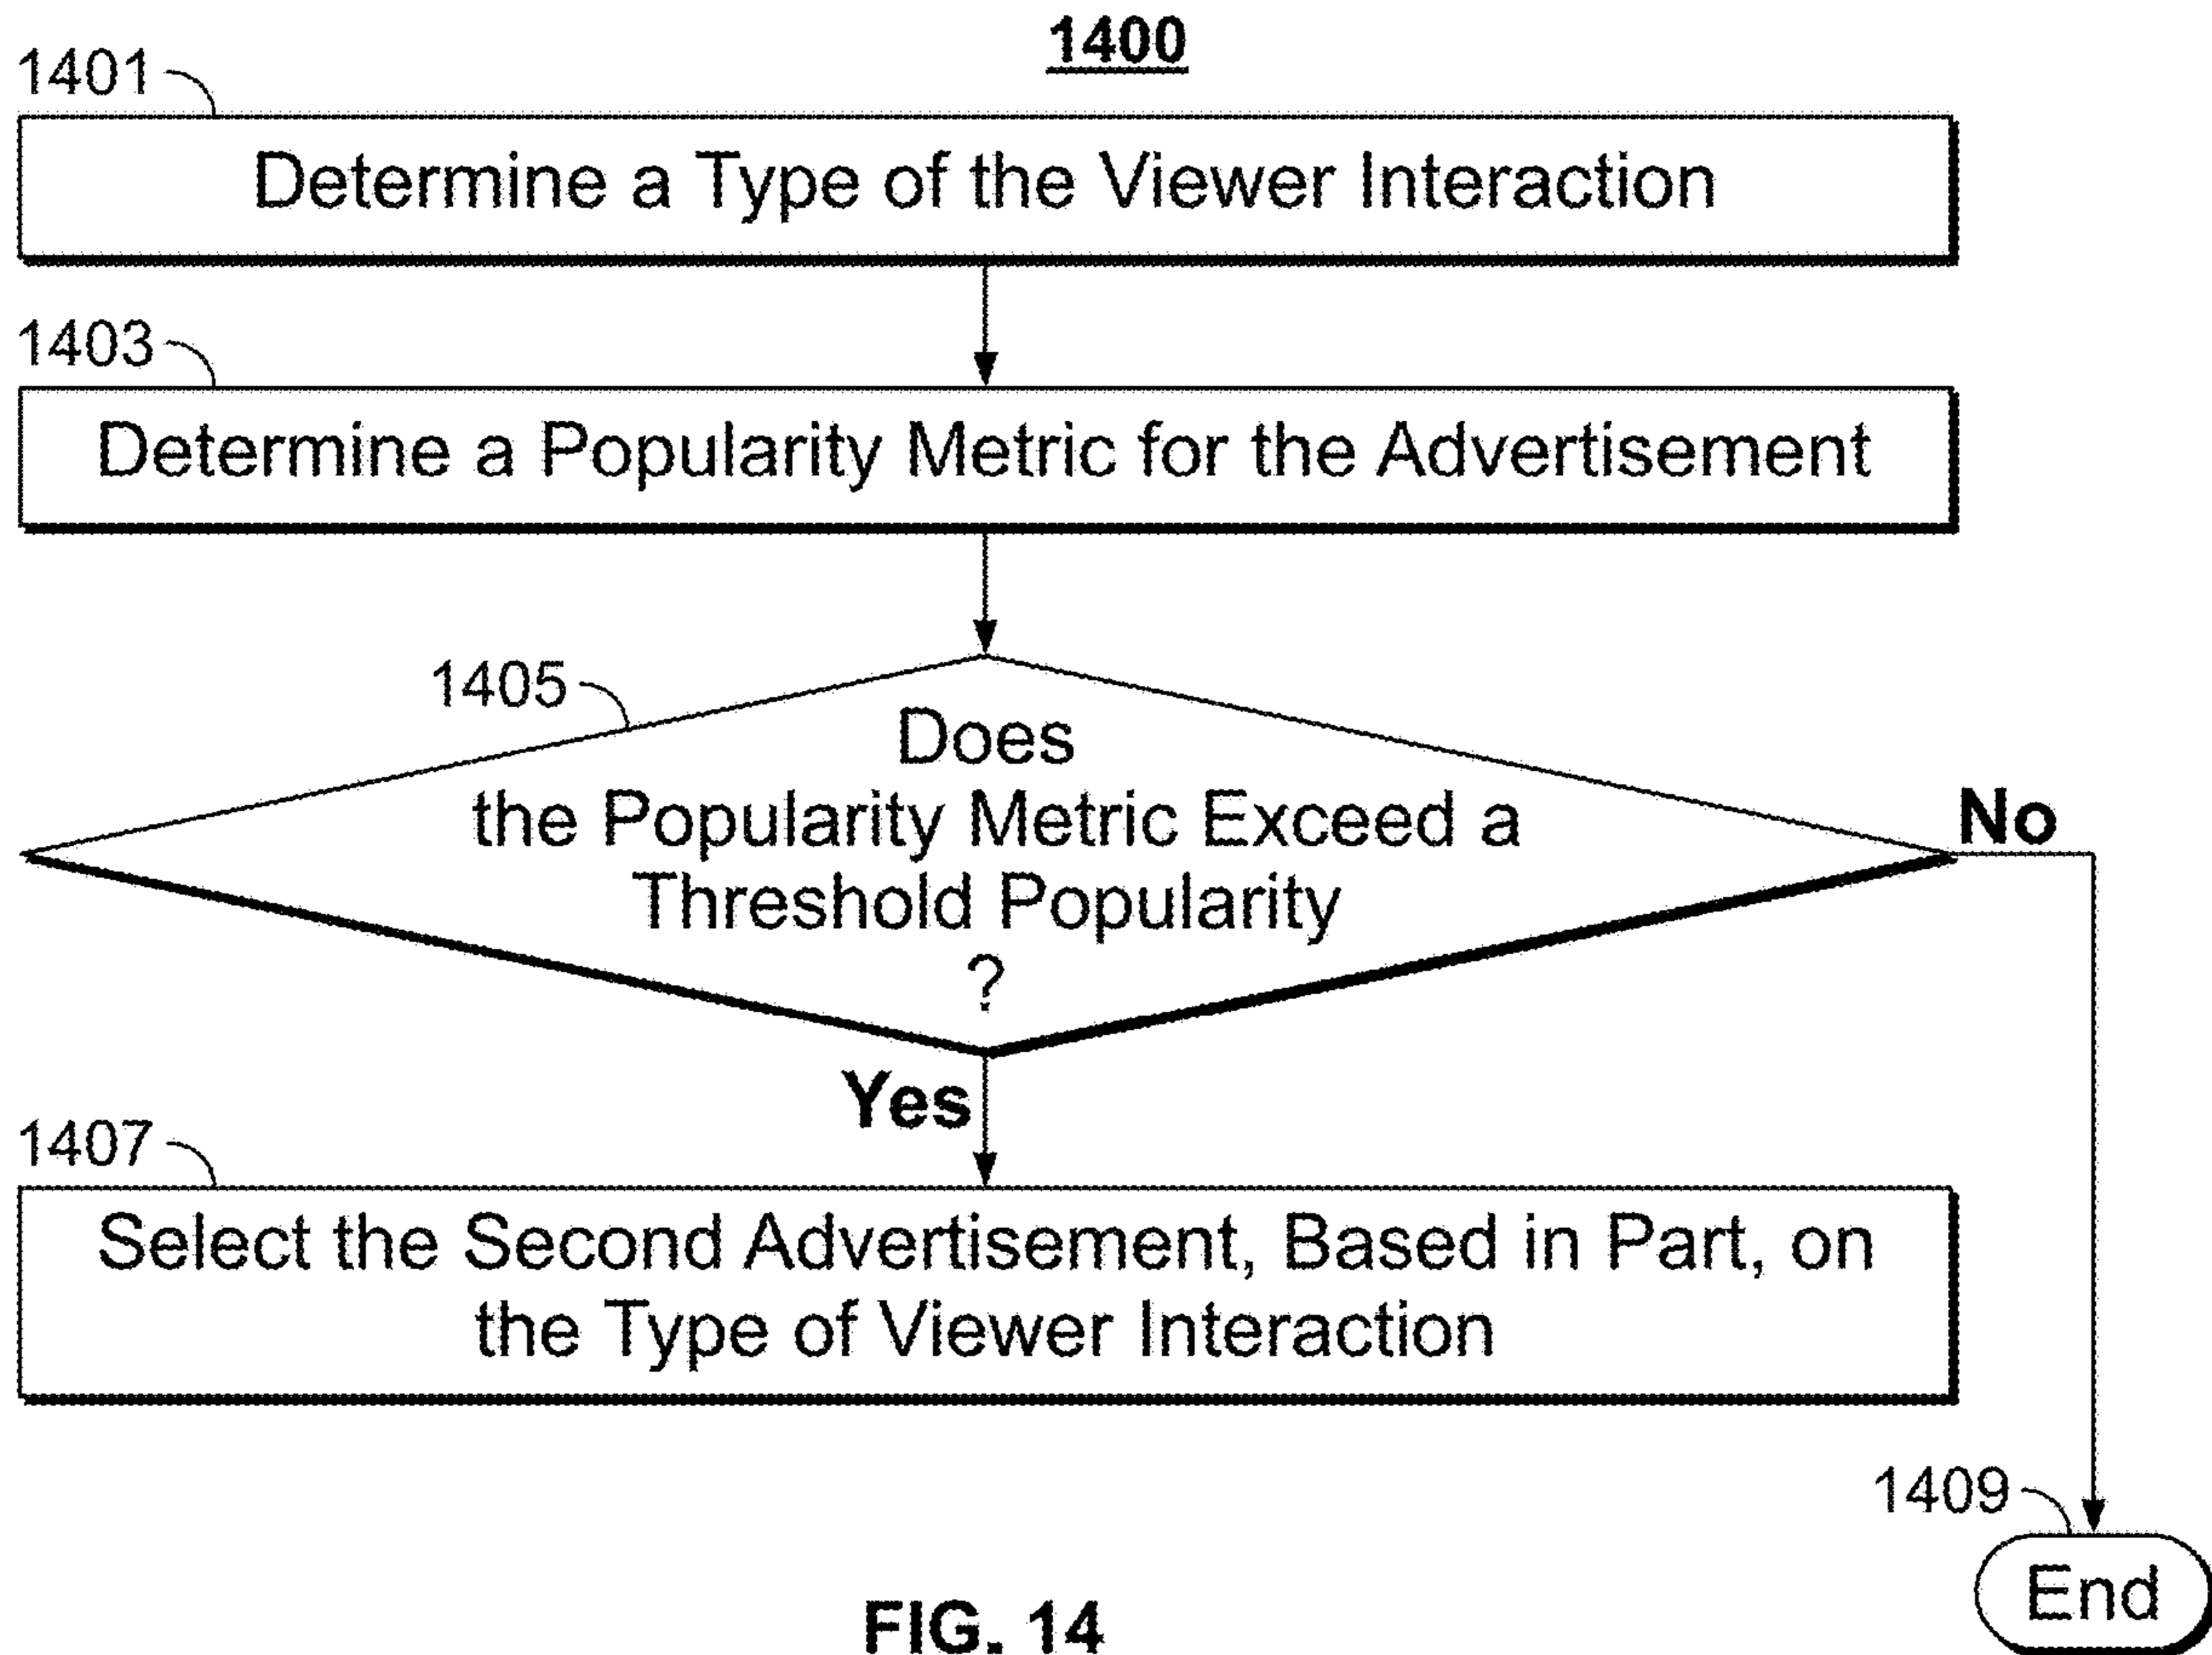 1400
1401
Determine a Type of the Viewer Interaction
1403
Determine a Popularity Metric for the Advertisement
1405
Does
the Popularity Metric Exceed a
Threshold Popularity
?
No
Yes
1407
Select the Second Advertisement, Based in Part, on
the Type of Viewer Interaction
1409
End
FIG. 14